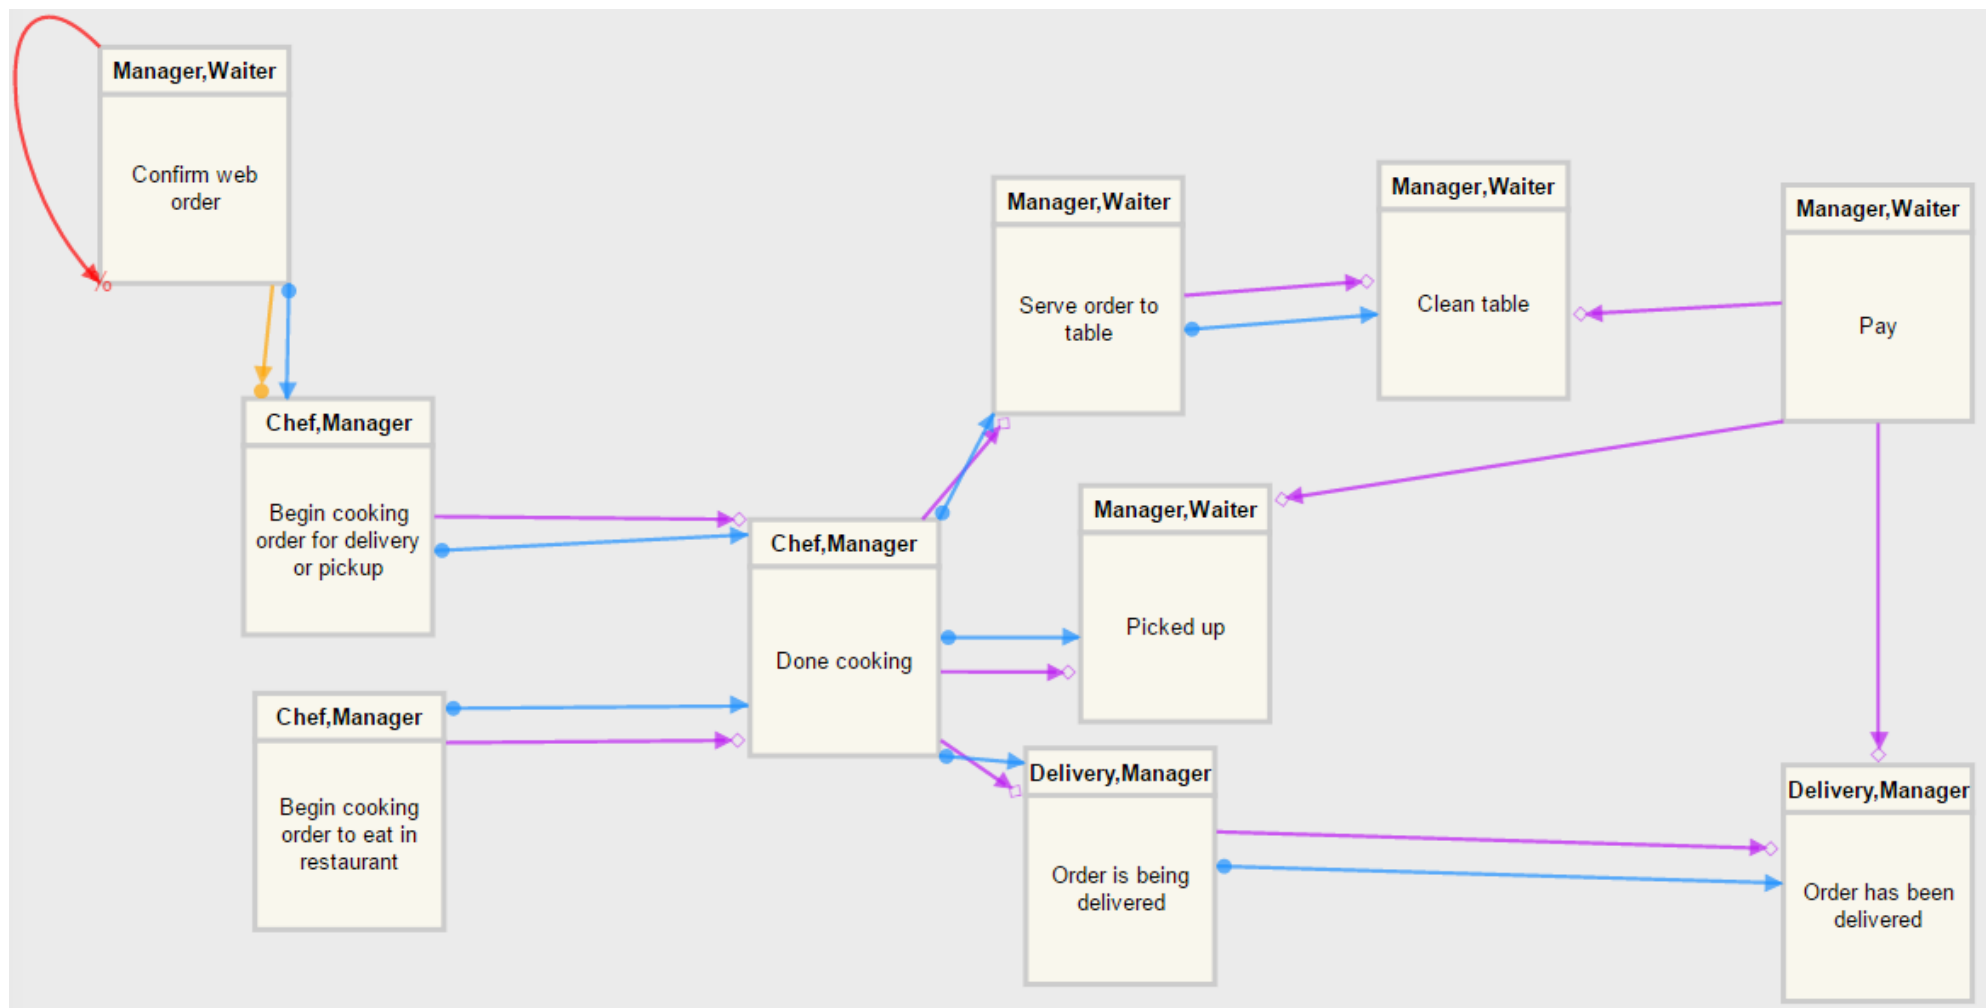 Manager,Waiter
Confirm web
order
%
Manager,Waiter
Serve order to
table
Manager,Waiter
Clean table
Manager,Waiter
Pay
Chef,Manager
Begin cooking
order for delivery
or pickup
Chef,Manager
Done cooking
Manager,Waiter
Picked up
Chef,Manager
Begin cooking
order to eat in
restaurant
Delivery,Manager
Order is being
delivered
Delivery,Manager
Order has been
delivered